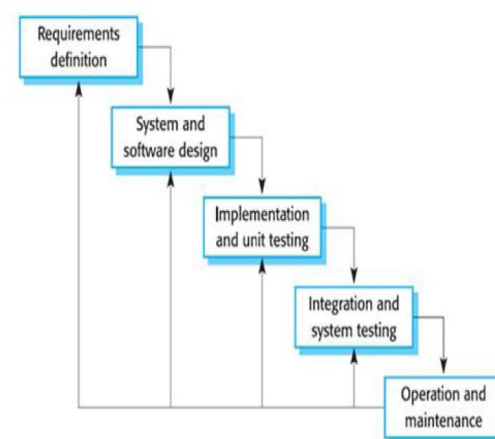 Requirements
definition
System and
software design
Implementation
and unit testing
Integration and
system testing
Operation and
maintenance